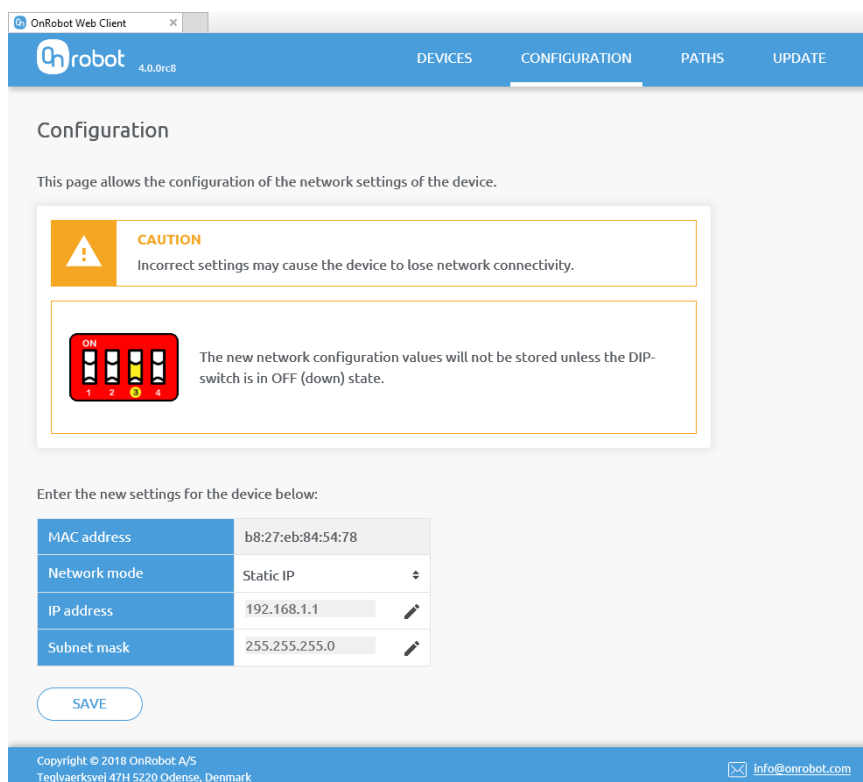 OnRobot Web Client
OnRobot 4.0.0rc8
DEVICES CONFIGURATION PATHS UPDATE
Configuration
This page allows the configuration of the network settings of the device.
CAUTION
Incorrect settings may cause the device to lose network connectivity.
ON
1 2 3 4
The new network configuration values will not be stored unless the DIP-
switch is in OFF (down) state.
Enter the new settings for the device below:
MAC address b8:27:eb:84:54:78
Network mode Static IP
IP address 192.168.1.1
Subnet mask 255.255.255.0
SAVE
Copyright © 2018 OnRobot A/S
Teglvaerksvej 47H 5220 Odense, Denmark
info@onrobot.com